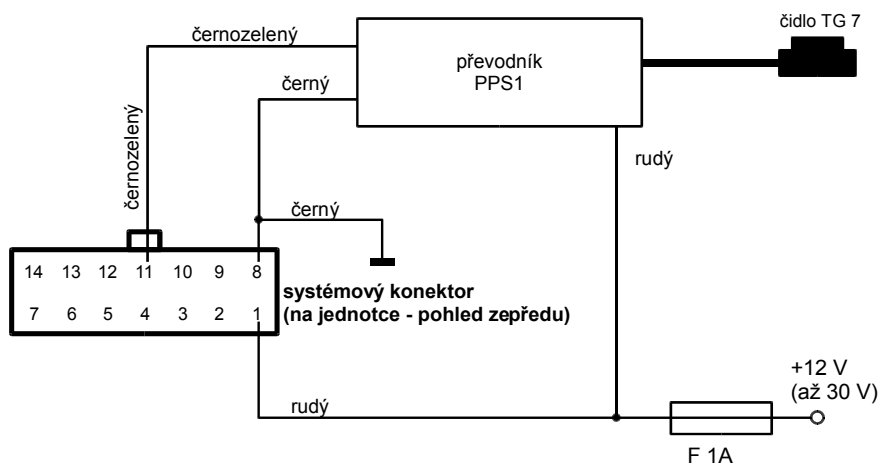 čidlo TG 7
černozelený
převodník
PPS1
černý
černozelený
rudý
černý
14 13 12 11 10 9 8
7 6 5 4 3 2 1
systémový konektor
(na jednotce - pohled zepředu)
+12 V
(až 30 V)
rudý
F 1A